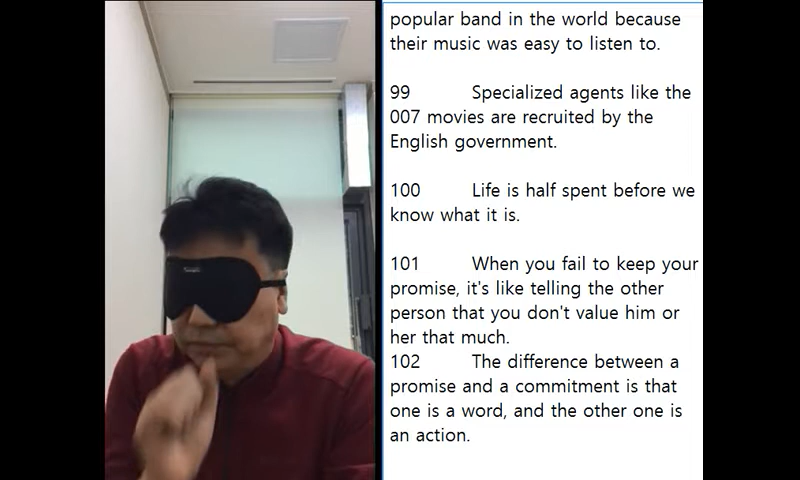 popular band in the world because
their music was easy to listen to.
99 Specialized agents like the
007 movies are recruited by the
English government.
100 Life is half spent before we
know what it is.
101 When you fail to keep your
promise, it's like telling the other
person that you don't value him or
her that much.
102 The difference between a
promise and a commitment is that
one is a word, and the other one is
an action.